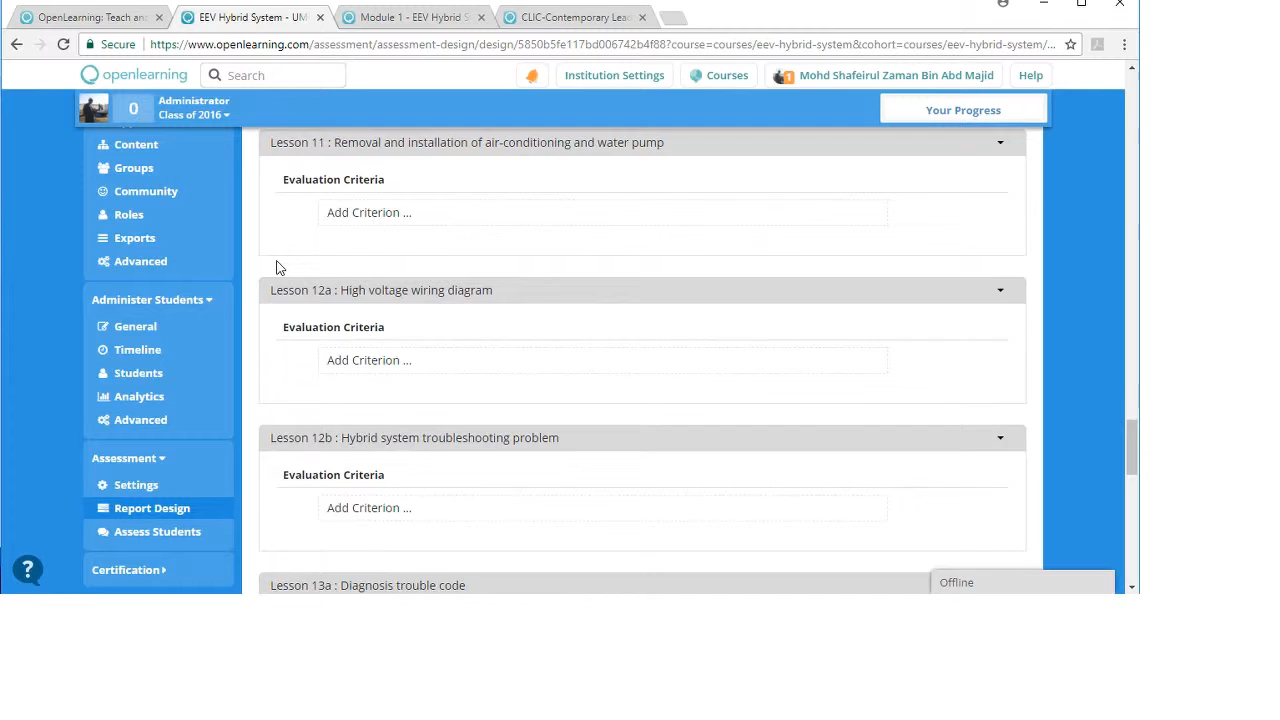 OpenLearning: Teach an
EEV Hybrid System - UM
Module 1 - EEV Hybrid S
CLIC-Contemporary Lea
Secure
https://www.openlearning.com/assessment/assessment-design/design/5850b5fe117bd006742b4f88?course=courses/eev-hybrid-system&cohort=courses/eev-hybrid-system/...
openlearning
Search
Institution Settings
Courses
1
Mohd Shafeirul Zaman Bin Abd Majid
Help
0
Administrator
Class of 2016
Your Progress
Content
Groups
Community
Roles
Exports
Advanced
Administer Students
General
Timeline
Students
Analytics
Advanced
Assessment
Settings
Report Design
Assess Students
Certification
Lesson 11 : Removal and installation of air-conditioning and water pump
Evaluation Criteria
Add Criterion ...
Lesson 12a : High voltage wiring diagram
Evaluation Criteria
Add Criterion ...
Lesson 12b : Hybrid system troubleshooting problem
Evaluation Criteria
Add Criterion ...
Lesson 13a : Diagnosis trouble code
Offline
?